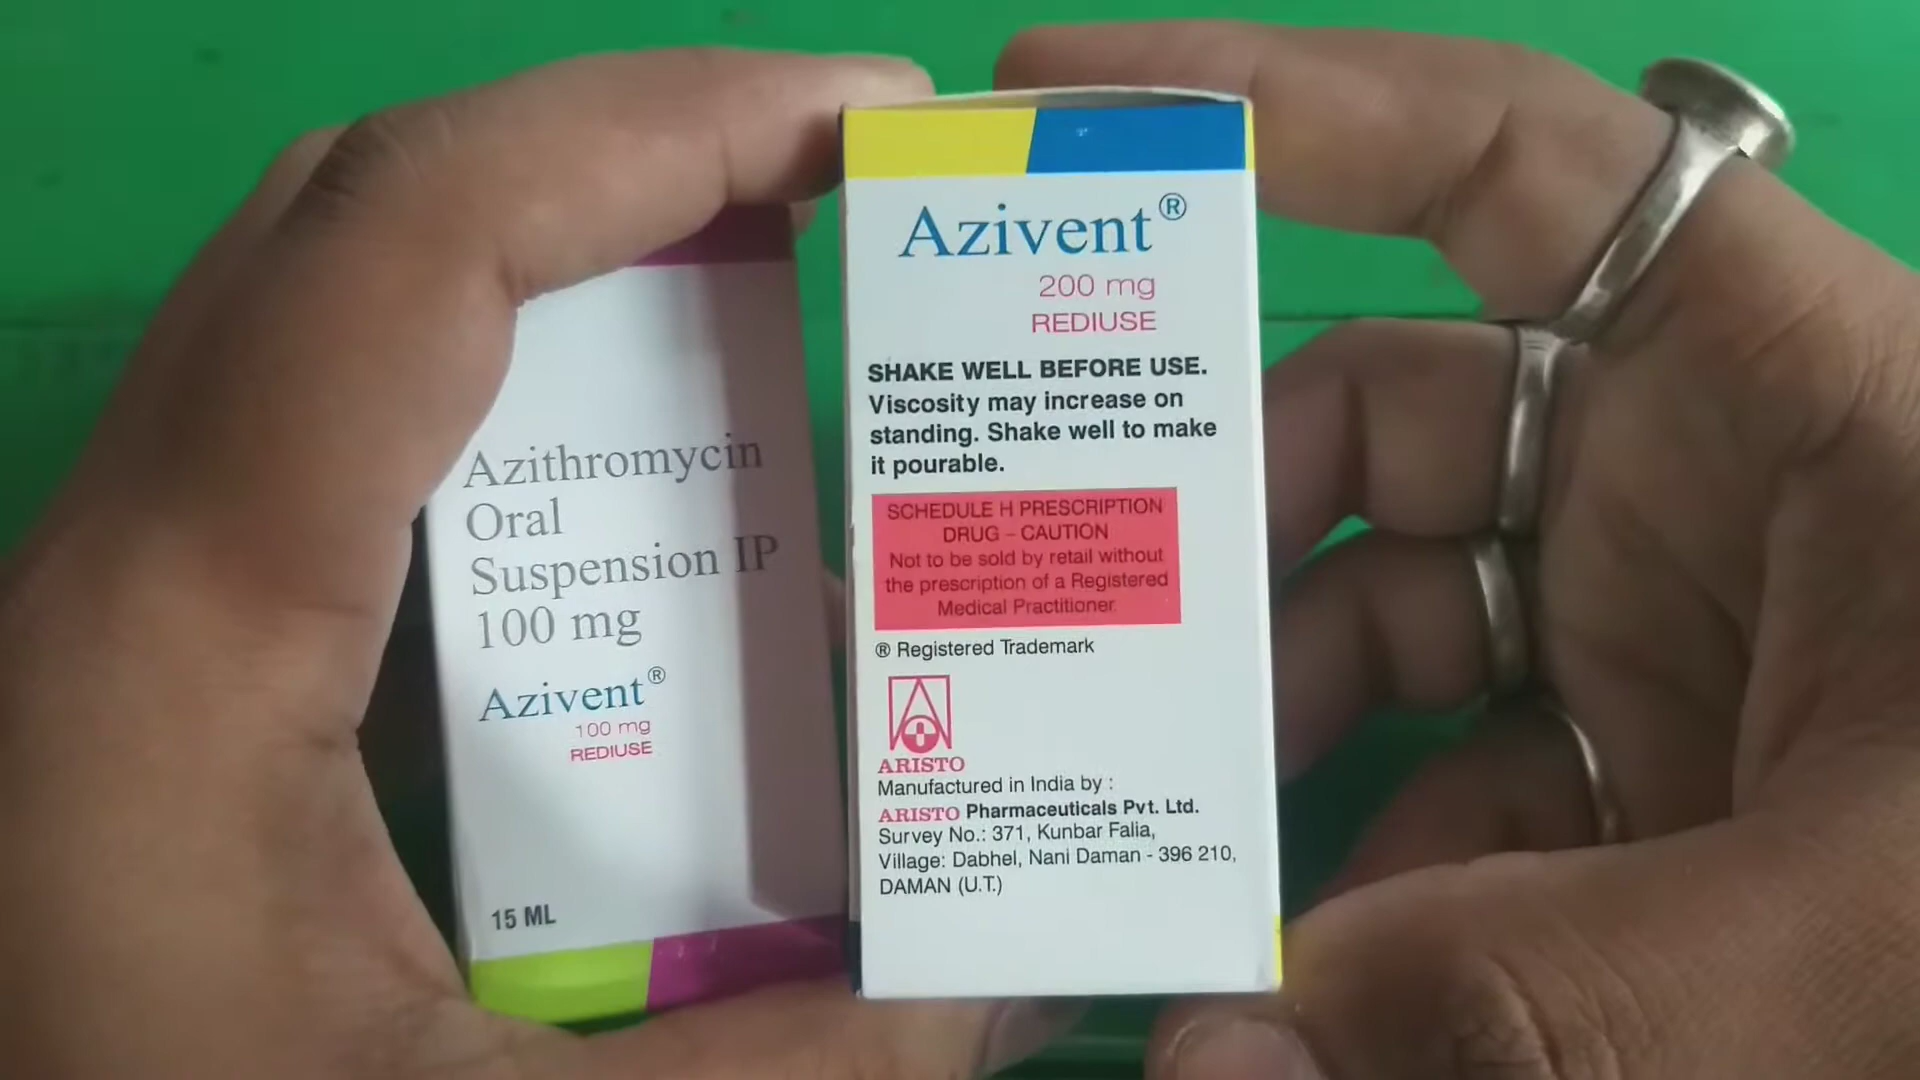 Azithromycin
Oral
Suspension IP
100 mg
Azivent®
100 mg
REDIUSE
15 ML
Azivent®
200 mg
REDIUSE
SHAKE WELL BEFORE USE.
Viscosity may increase on
standing. Shake well to make
it pourable.
SCHEDULE H PRESCRIPTION
DRUG – CAUTION
Not to be sold by retail without
the prescription of a Registered
Medical Practitioner.
® Registered Trademark
ARISTO
Manufactured in India by :
ARISTO Pharmaceuticals Pvt. Ltd.
Survey No.: 371, Kunbar Falia,
Village: Dabhel, Nani Daman - 396 210,
DAMAN (U.T.)